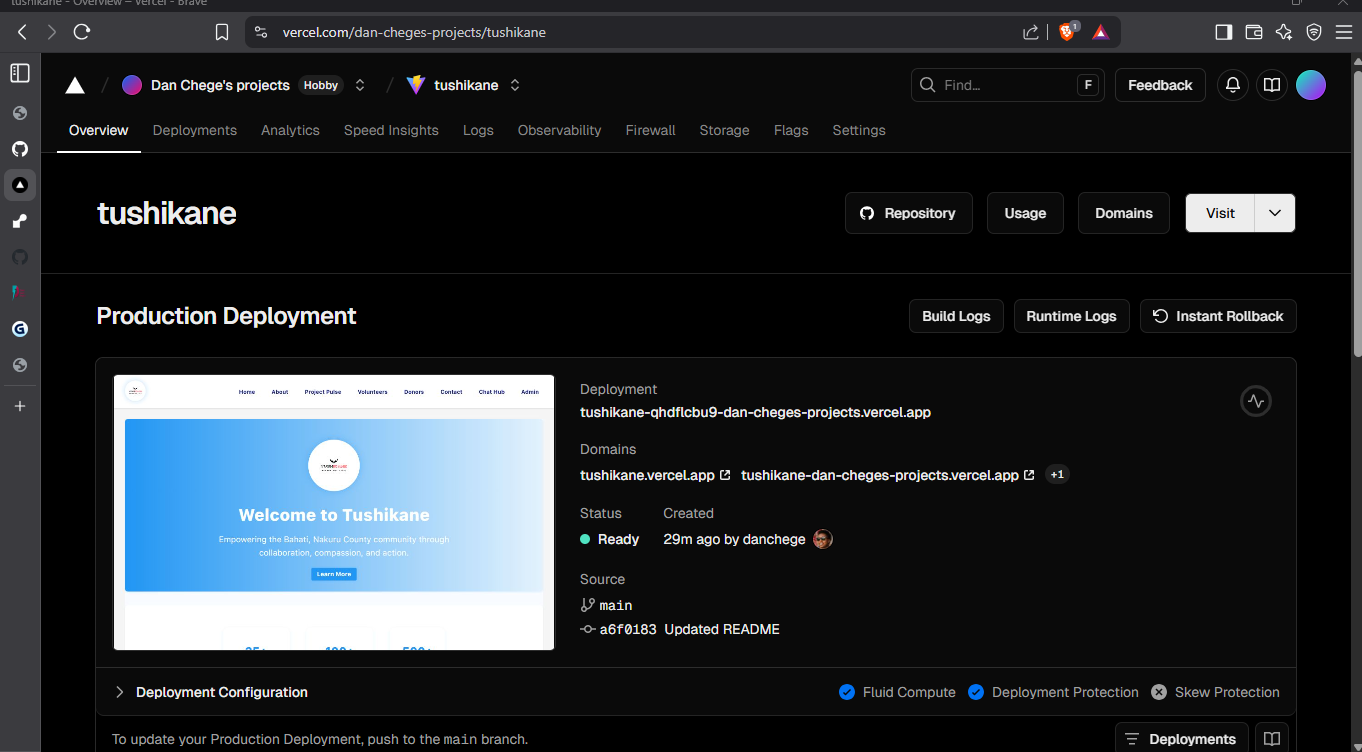 tushikane - Overview – Vercel - Brave
vercel.com/dan-cheges-projects/tushikane
1
Dan Chege's projects Hobby tushikane Find... F Feedback
Overview Deployments Analytics Speed Insights Logs Observability Firewall Storage Flags Settings
tushikane Repository Usage Domains Visit
Production Deployment Build Logs Runtime Logs Instant Rollback
Home About Project Pulse Volunteers Donors Contact Chat Hub Admin
Welcome to Tushikane
Empowering the Bahati, Nakuru County community through
collaboration, compassion, and action.
Learn More
Deployment
tushikane-qhdflcbu9-dan-cheges-projects.vercel.app
Domains
tushikane.vercel.app tushikane-dan-cheges-projects.vercel.app +1
Status Created
Ready 29m ago by danchege
Source
main
a6f0183 Updated README
Deployment Configuration Fluid Compute Deployment Protection Skew Protection
To update your Production Deployment, push to the main branch. Deployments